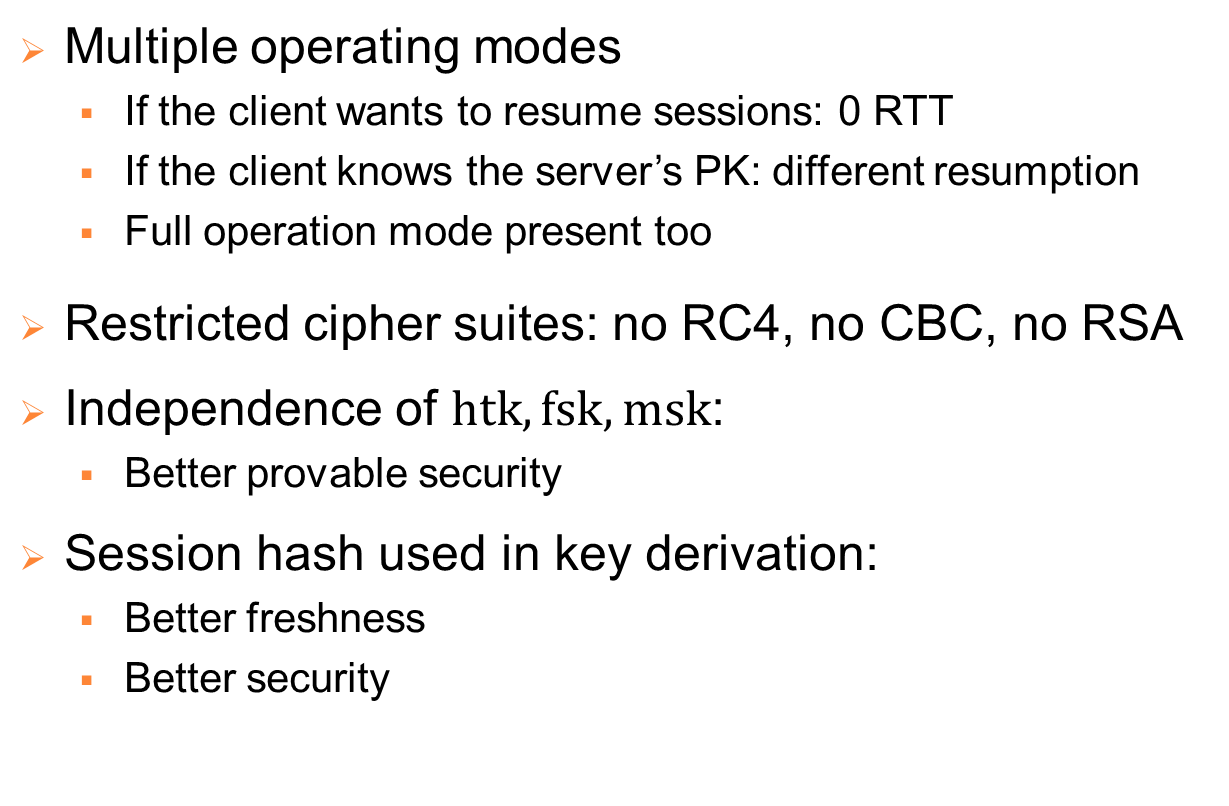 Multiple operating modes
If the client wants to resume sessions: 0 RTT
If the client knows the server’s PK: different resumption
Full operation mode present too
Restricted cipher suites: no RC4, no CBC, no RSA
Independence of htk, fsk, msk:
Better provable security
Session hash used in key derivation:
Better freshness
Better security